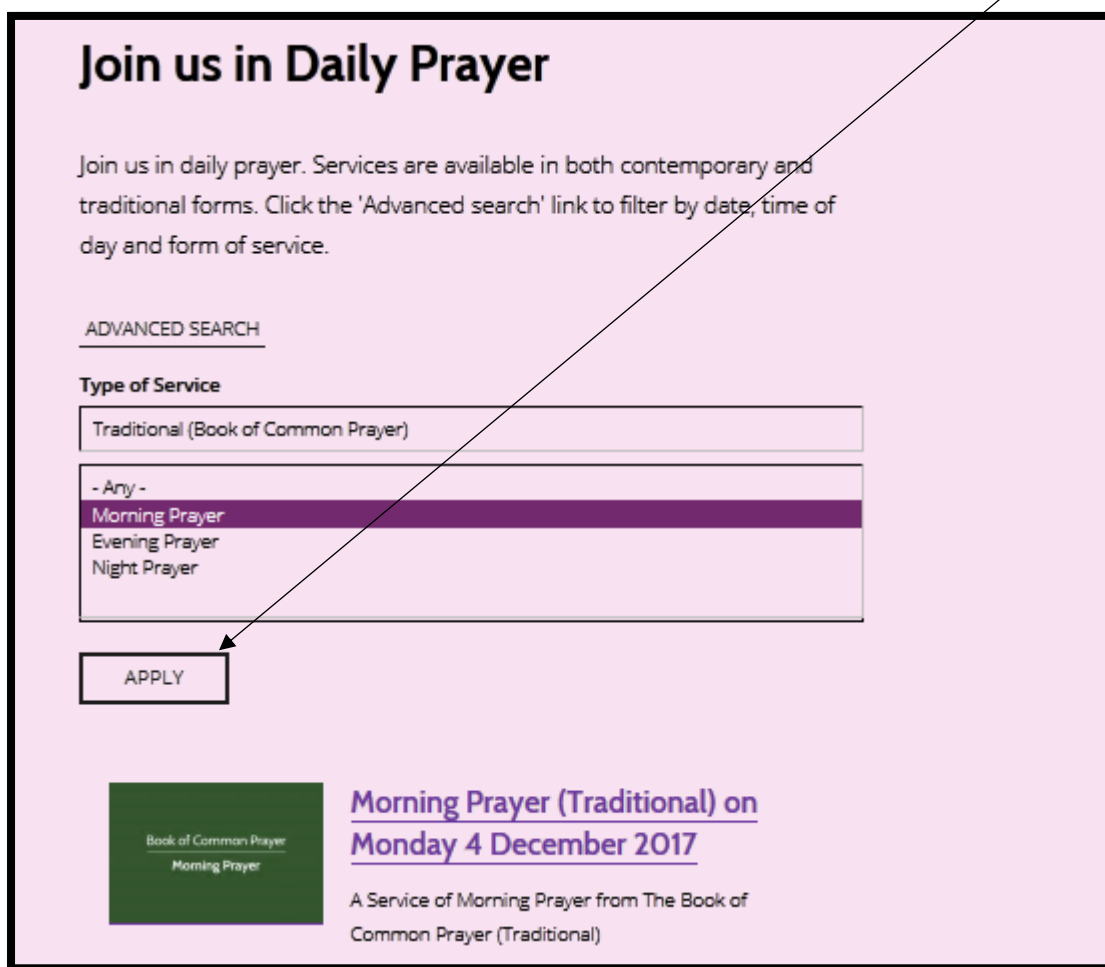 Join us in Daily Prayer
Join us in daily prayer. Services are available in both contemporary and
traditional forms. Click the 'Advanced search' link to filter by date, time of
day and form of service.
ADVANCED SEARCH
Type of Service
Traditional (Book of Common Prayer)
- Any -
Morning Prayer
Evening Prayer
Night Prayer
APPLY
Book of Common Prayer
Morning Prayer
Morning Prayer (Traditional) on
Monday 4 December 2017
A Service of Morning Prayer from The Book of
Common Prayer (Traditional)